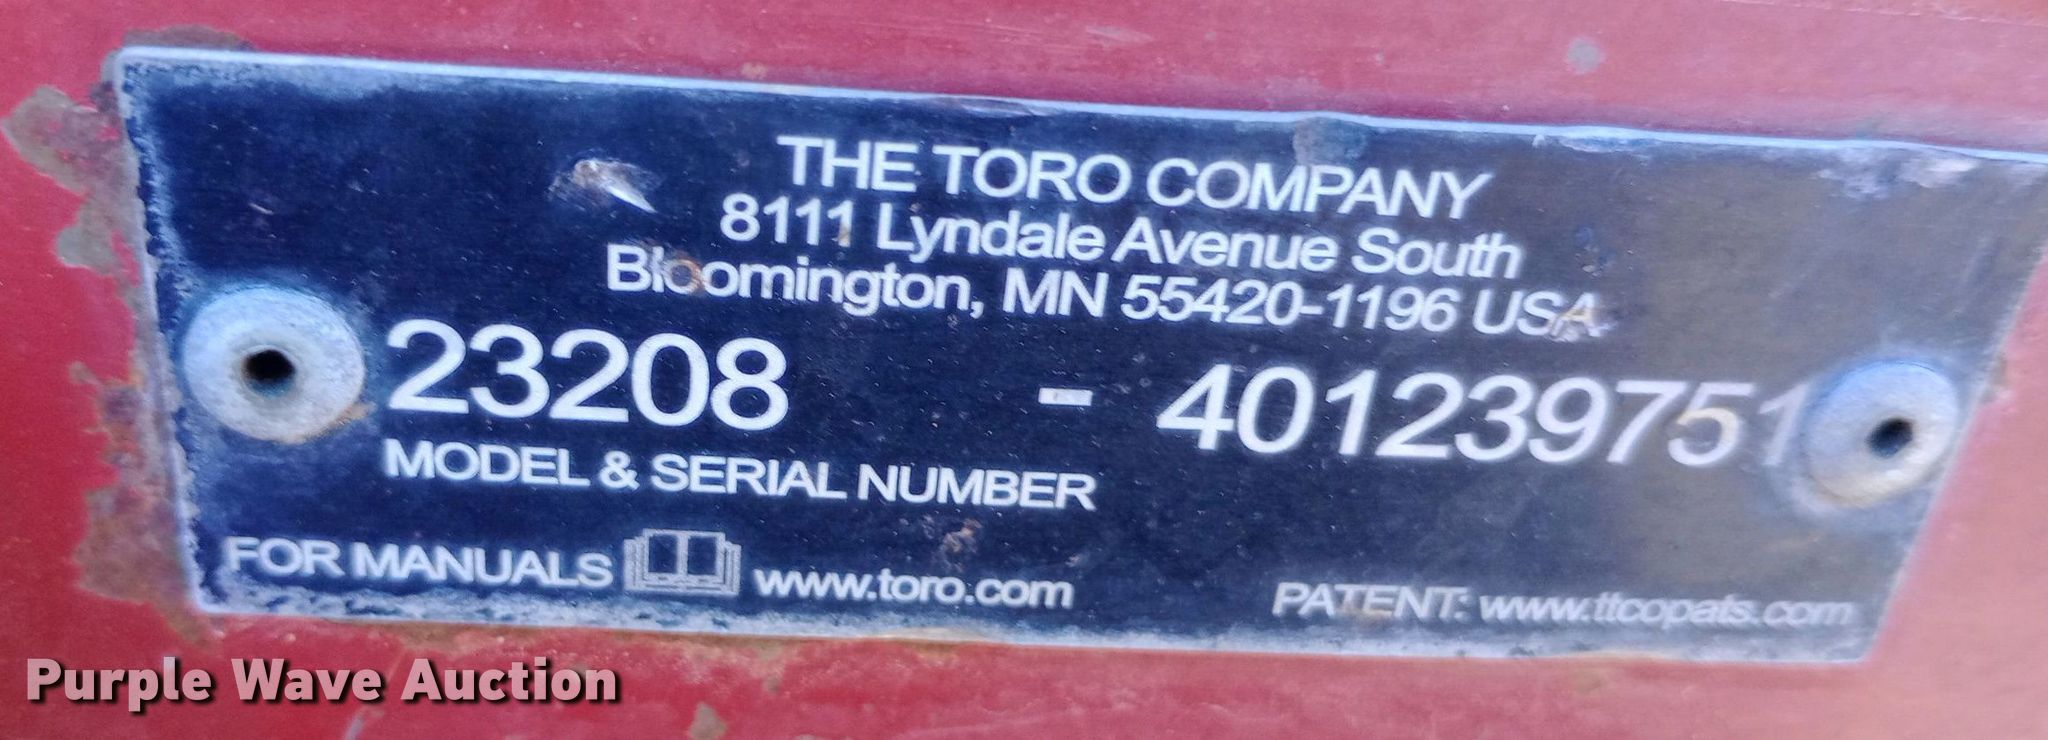 THE TORO COMPANY
8111 Lyndale Avenue South
Bloomington, MN 55420-1196 USA
23208 - 401239751
MODEL & SERIAL NUMBER
FOR MANUALS www.toro.com
PATENT: www.ttcopats.com
Purple Wave Auction